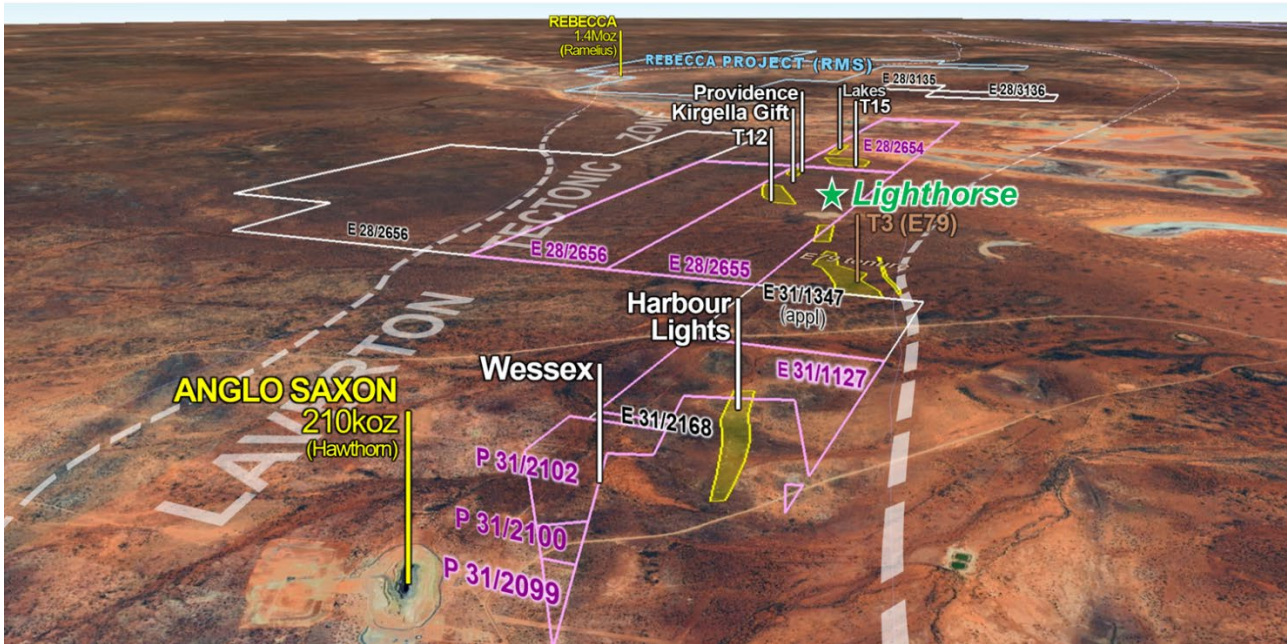 REBECCA
1.4Moz
(Ramelius)
REBECCA PROJECT (RMS)
E 28/3135
E 28/3136
Providence
Lakes
Kirgella Gift
T15
T12
E 28/2654
Lighthorse
T3 (E79)
E 28/2656
E 28/2656
E 28/2655
LAVERTON TECTONIC ZONE
E 31/1347
(appl)
Harbour
Lights
Wessex
E 31/1127
ANGLO SAXON
210koz
(Hawthorn)
E 31/2168
P 31/2102
P 31/2100
P 31/2099